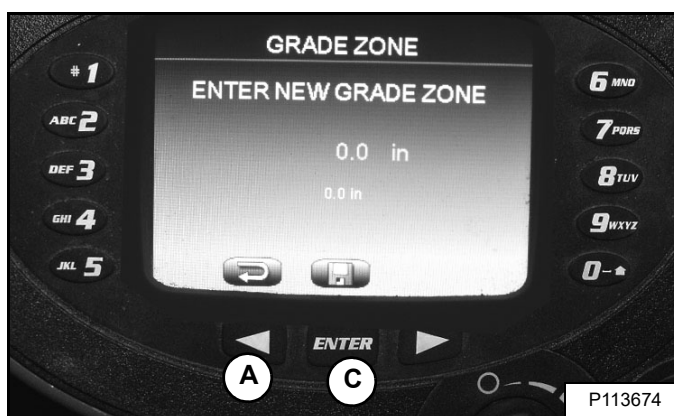 GRADE ZONE
ENTER NEW GRADE ZONE
0.0 in
0.0 in
# 1
ABC 2
DEF 3
GHI 4
JKL 5
6 MNO
7 PQRS
8 TUV
9 WXYZ
0-
ENTER
A
C
P113674